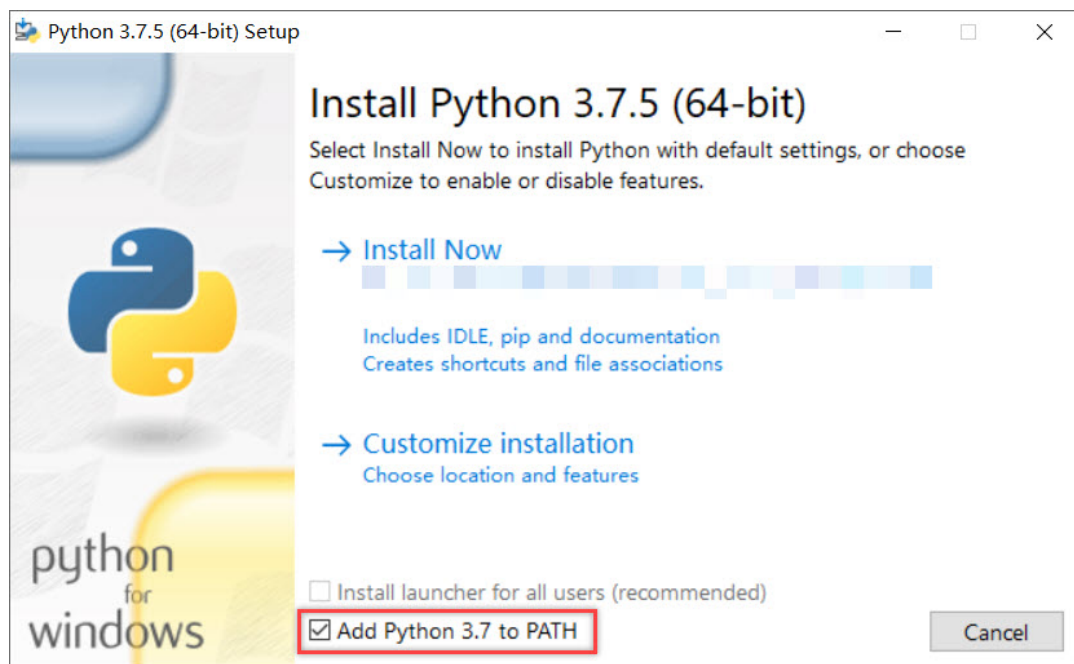 Python 3.7.5 (64-bit) Setup
Install Python 3.7.5 (64-bit)
Select Install Now to install Python with default settings, or choose
Customize to enable or disable features.
→ Install Now
Includes IDLE, pip and documentation
Creates shortcuts and file associations
→ Customize installation
Choose location and features
python
for
windows
Install launcher for all users (recommended)
Add Python 3.7 to PATH
Cancel